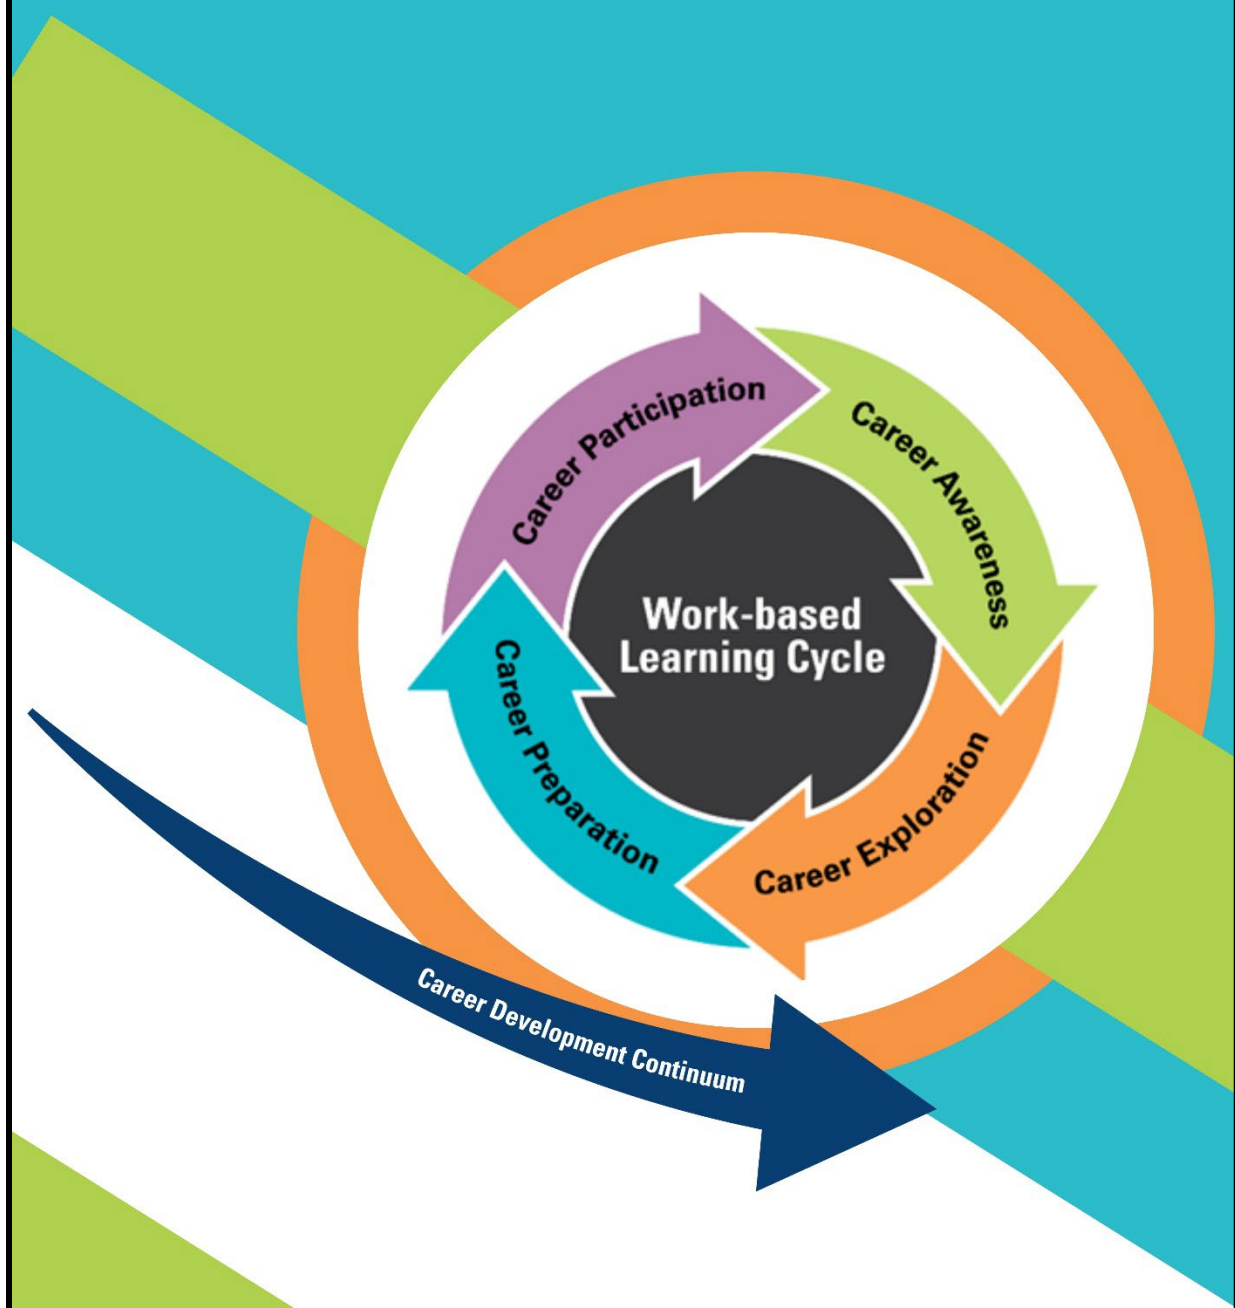 Career Participation
Career Awareness
Work-based
Learning Cycle
Career Preparation
Career Exploration
Career Development Continuum